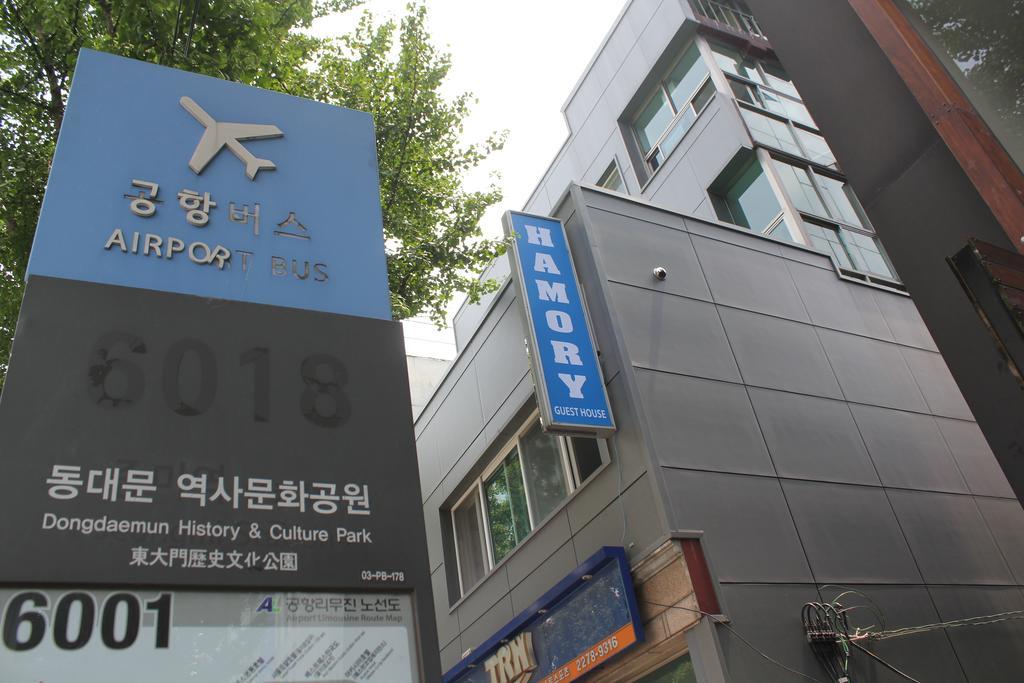 공항버스
AIRPORT BUS
6018
동대문 역사문화공원
Dongdaemun History & Culture Park
東大門歷史文化公園
03-PB-178
6001
공항리무진 노선도
Airport Limousine Route Map
HAMORY
GUEST HOUSE
TRN
2278-9316